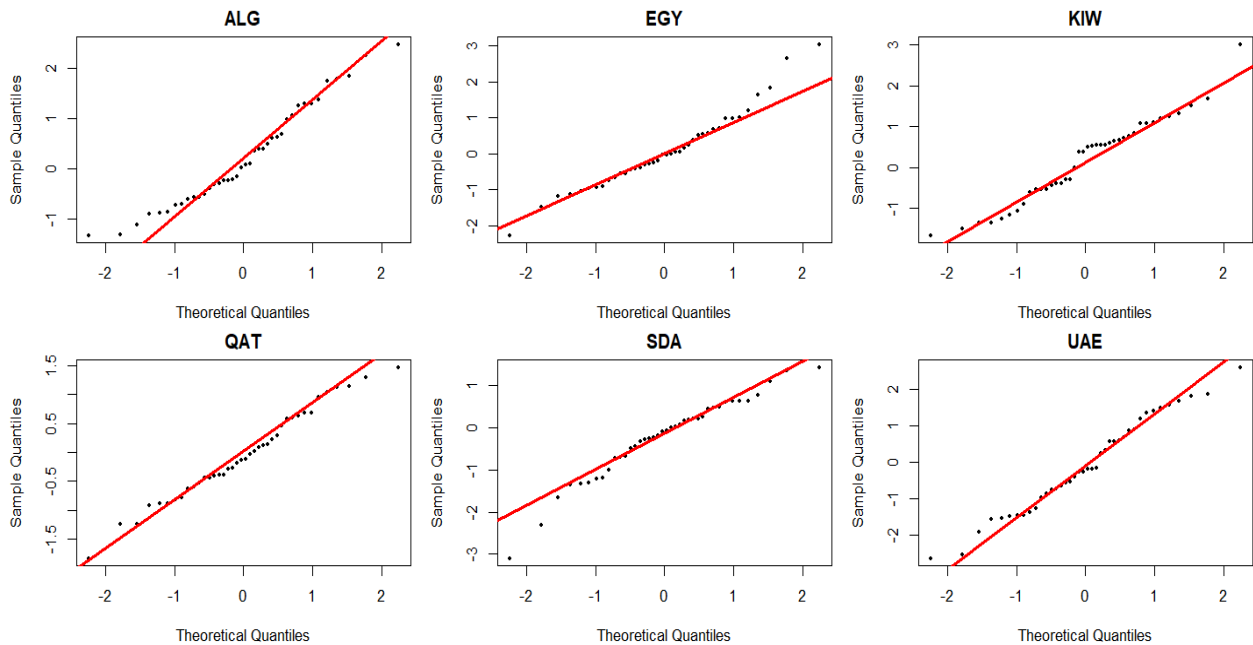 ALG EGY KIW
Sample Quantiles Sample Quantiles Sample Quantiles
2 3 3
1 2 2
0 1 1
-1 0 0
-1 -1
-2
-2 -1 0 1 2 -2 -1 0 1 2 -2 -1 0 1 2
Theoretical Quantiles Theoretical Quantiles Theoretical Quantiles
QAT SDA UAE
Sample Quantiles Sample Quantiles Sample Quantiles
1.5 1 2
0.5 0 1
-0.5 -1 0
-1.5 -2 -1
-3 -2
-2 -1 0 1 2 -2 -1 0 1 2 -2 -1 0 1 2
Theoretical Quantiles Theoretical Quantiles Theoretical Quantiles